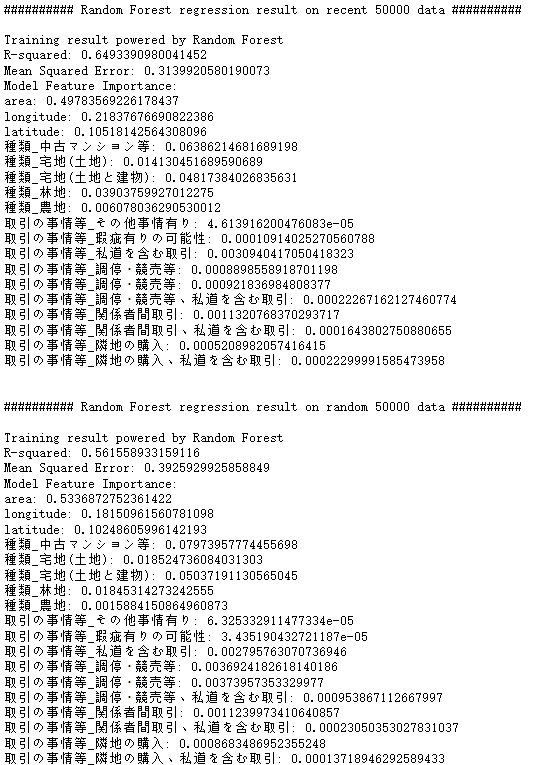 ########## Random Forest regression result on recent 50000 data ##########
Training result powered by Random Forest
R-squared: 0.6493390980041452
Mean Squared Error: 0.3139920580190073
Model Feature Importance:
area: 0.49783569226178437
longitude: 0.21837676690822386
latitude: 0.10518142564308096
種類_中古マンション等: 0.06386214681689198
種類_宅地(土地): 0.014130451689590689
種類_宅地(土地と建物): 0.04817384026835631
種類_林地: 0.03903759927012275
種類_農地: 0.006078036290530012
取引の事情等_その他事情有り: 4.613916200476083e-05
取引の事情等_瑕疵有りの可能性: 0.00010914025270560788
取引の事情等_私道を含む取引: 0.0030940417050418323
取引の事情等_調停・競売等: 0.0008898558918701198
取引の事情等_調停・競売等: 0.000921836984808377
取引の事情等_調停・競売等、私道を含む取引: 0.00022267162127460774
取引の事情等_関係者間取引: 0.0011320768370293717
取引の事情等_関係者間取引、私道を含む取引: 0.0001643802750880655
取引の事情等_隣地の購入: 0.0005208982057416415
取引の事情等_隣地の購入、私道を含む取引: 0.00022299991585473958
########## Random Forest regression result on random 50000 data ##########
Training result powered by Random Forest
R-squared: 0.561558933159116
Mean Squared Error: 0.3925929925858849
Model Feature Importance:
area: 0.5336872752361422
longitude: 0.18150961560781098
latitude: 0.10248605996142193
種類_中古マンション等: 0.07973957774455698
種類_宅地(土地): 0.018524736084031303
種類_宅地(土地と建物): 0.05037191130565045
種類_林地: 0.01845314273242555
種類_農地: 0.0015884150864960873
取引の事情等_その他事情有り: 6.325332911477334e-05
取引の事情等_瑕疵有りの可能性: 3.435190432721187e-05
取引の事情等_私道を含む取引: 0.002795763070736946
取引の事情等_調停・競売等: 0.0036924182618140186
取引の事情等_調停・競売等: 0.00373957353329977
取引の事情等_調停・競売等、私道を含む取引: 0.000953867112667997
取引の事情等_関係者間取引: 0.0011239973410640857
取引の事情等_関係者間取引、私道を含む取引: 0.00023050353027831037
取引の事情等_隣地の購入: 0.0008683486952355248
取引の事情等_隣地の購入、私道を含む取引: 0.00013718946292589433